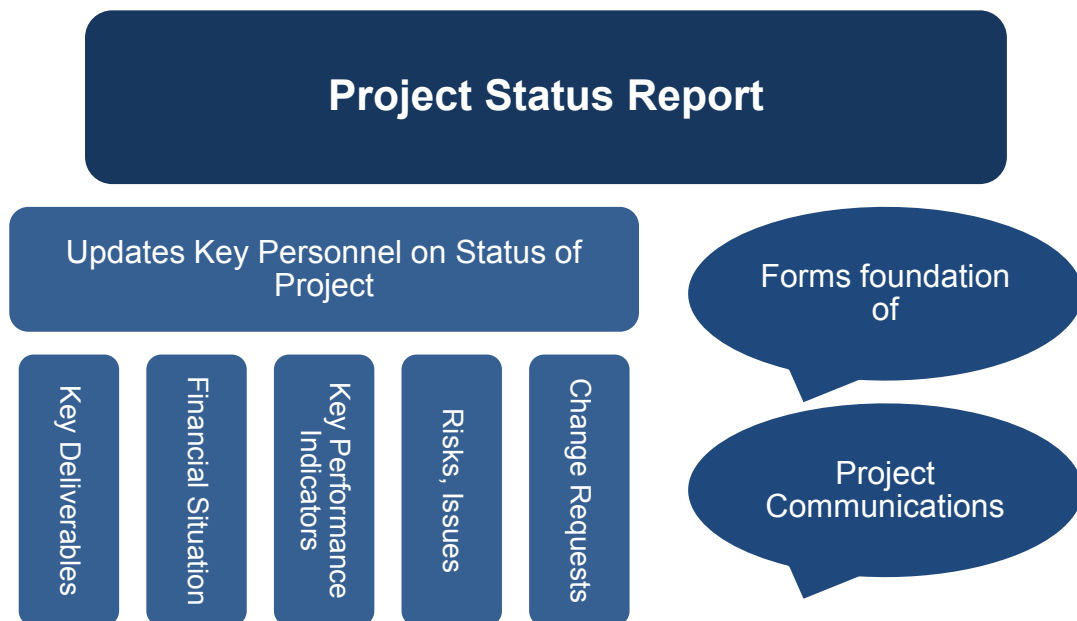 Project Status Report
Updates Key Personnel on Status of
Project
Forms foundation
of
Key Deliverables
Financial Situation
Key Performance
Indicators
Risks, Issues
Change Requests
Project
Communications